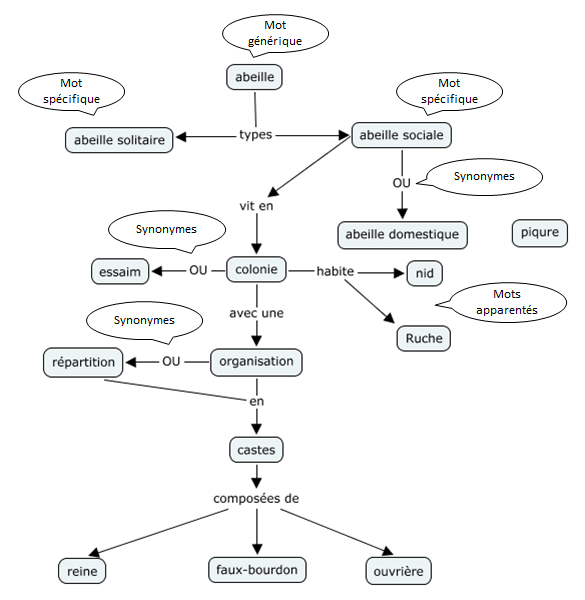 Mot
générique
abeille
Mot
spécifique
Mot
spécifique
abeille solitaire
types
abeille sociale
OU
Synonymes
vit en
abeille domestique
piqure
Synonymes
essaim
OU
colonie
habite
nid
Mots
apparentés
avec une
Synonymes
Ruche
répartition
OU
organisation
en
castes
composées de
reine
faux-bourdon
ouvrière